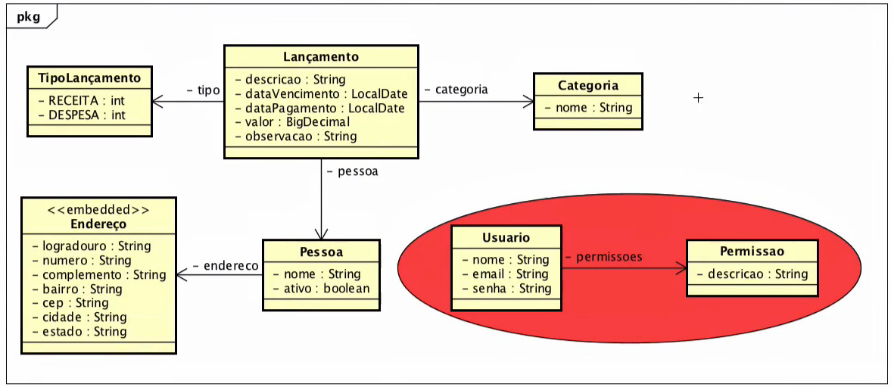 pkg
TipoLançamento
- RECEITA : int
- DESPESA : int
- tipo
Lançamento
- descricao : String
- dataVencimento : LocalDate
- dataPagamento : LocalDate
- valor : BigDecimal
- observacao : String
- categoria
Categoria
- nome : String
- pessoa
<<embedded>>
Endereço
- logradouro : String
- numero : String
- complemento : String
- bairro : String
- cep : String
- cidade : String
- estado : String
- endereco
Pessoa
- nome : String
- ativo : boolean
Usuario
- nome : String
- email : String
- senha : String
- permissoes
Permissao
- descricao : String